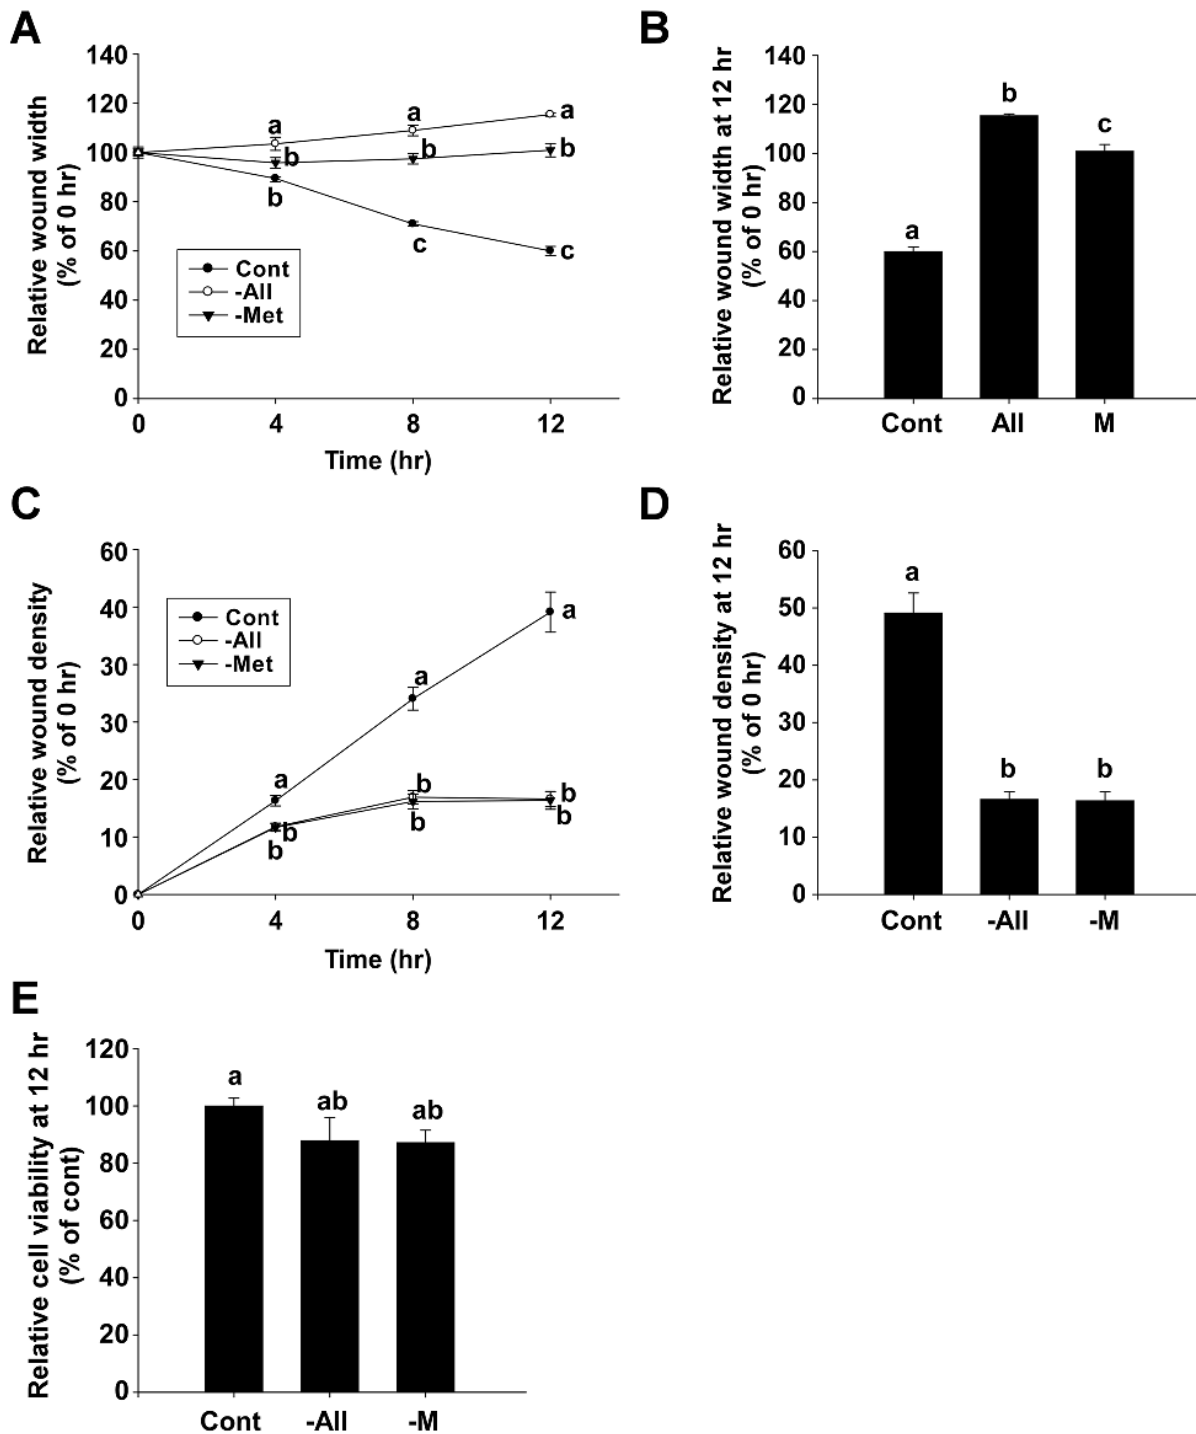 A
Relative wound width
(% of 0 hr)
140
120
100
80
60
40
20
0
a
a
a
b
b
b
b
c
c
Cont
-All
-Met
0
4
8
12
Time (hr)
B
Relative wound width at 12 hr
(% of 0 hr)
140
120
100
80
60
40
20
0
a
b
c
Cont
All
M
C
Relative wound density
(% of 0 hr)
60
40
30
30
20
10
0
Cont
-All
-Met
a
a
a
b
b
b
b
b
b
0
4
8
12
Time (hr)
D
Relative wound density at 12 hr
(% of 0 hr)
60
50
40
30
20
10
0
a
b
b
Cont
-All
-M
E
Relative cell viability at 12 hr
(% of cont)
120
100
80
60
40
20
0
a
ab
ab
Cont
-All
-M